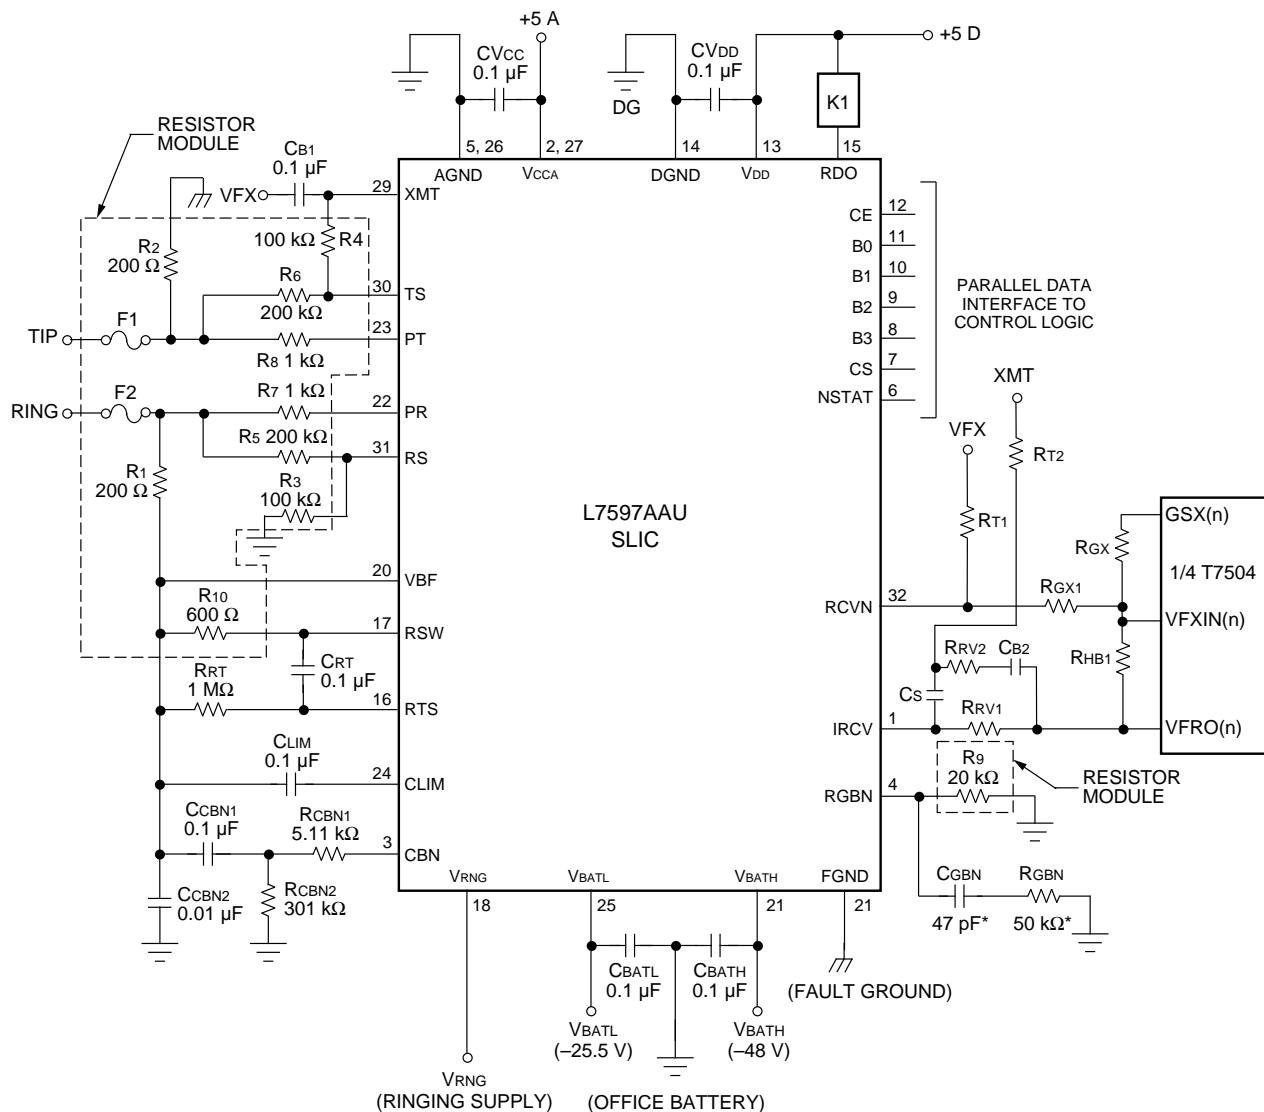 +5 A
+5 D
CVCC
0.1 µF
CVDD
0.1 µF
DG
K1
RESISTOR
MODULE
5, 26
2, 27
14
13
15
AGND
VCCA
DGND
VDD
RDO
CB1
0.1 µF
VFX
29
XMT
R2
200 Ω
100 kΩ
R4
R6
200 kΩ
30
TS
TIP
F1
23
PT
R8 1 kΩ
R7 1 kΩ
RING
F2
22
PR
R5 200 kΩ
31
RS
R1
200 Ω
R3
100 kΩ
20
VBF
R10
600 Ω
17
RSW
CRT
0.1 µF
RRT
1 MΩ
16
RTS
CLIM
0.1 µF
24
CLIM
CCBN1
0.1 µF
RCBN1
5.11 kΩ
3
CBN
CCBN2
0.01 µF
RCBN2
301 kΩ
L7597AAU
SLIC
CE
12
B0
11
B1
10
B2
9
B3
8
CS
7
NSTAT
6
PARALLEL DATA
INTERFACE TO
CONTROL LOGIC
XMT
VFX
RT2
RT1
GSX(n)
RGX
1/4 T7504
RGX1
RCVN
32
VFXIN(n)
RRV2
CB2
RHB1
CS
RRV1
IRCV
1
VFRO(n)
R9
20 kΩ
RESISTOR
MODULE
RGBN
4
CGBN
47 pF*
RGBN
50 kΩ*
VRNG
VBATL
VBATH
FGND
18
25
21
21
CBATL
0.1 µF
CBATH
0.1 µF
(FAULT GROUND)
VBATL
(–25.5 V)
VBATH
(–48 V)
VRNG
(RINGING SUPPLY)
(OFFICE BATTERY)